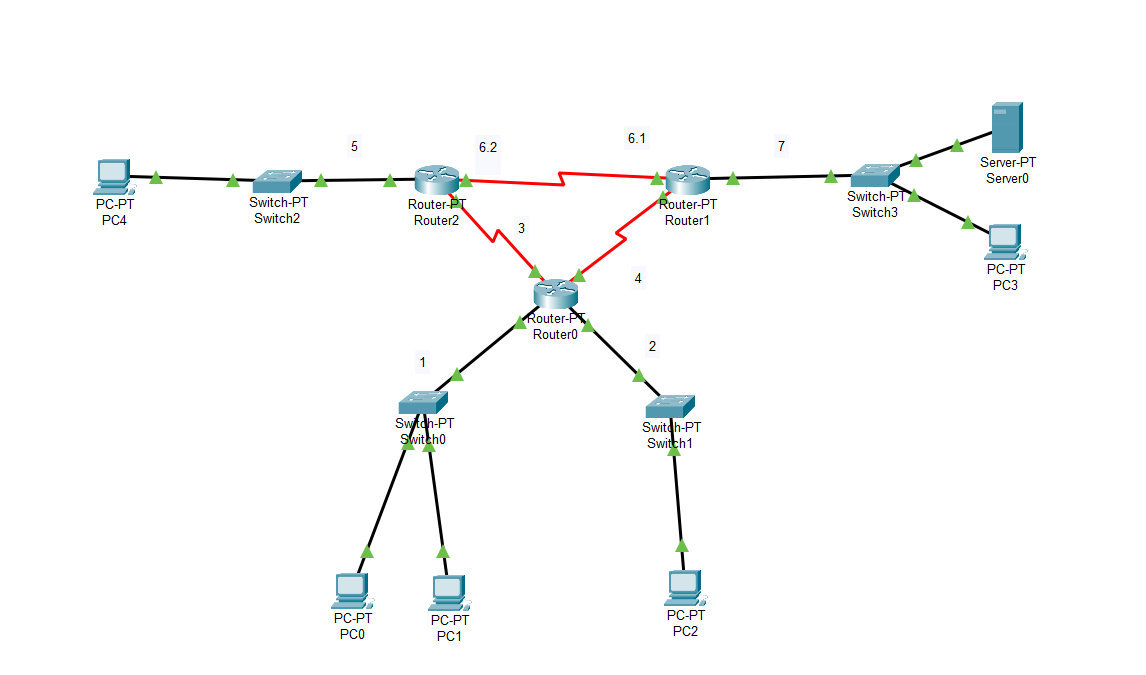 6.1
5
6.2
7
Server-PT
Server0
PC-PT
PC4
Switch-PT
Switch2
Router-PT
Router2
Router-PT
Router1
Switch-PT
Switch3
3
PC-PT
PC3
4
Router-PT
Router0
2
1
Switch-PT
Switch0
Switch-PT
Switch1
PC-PT
PC0
PC-PT
PC1
PC-PT
PC2